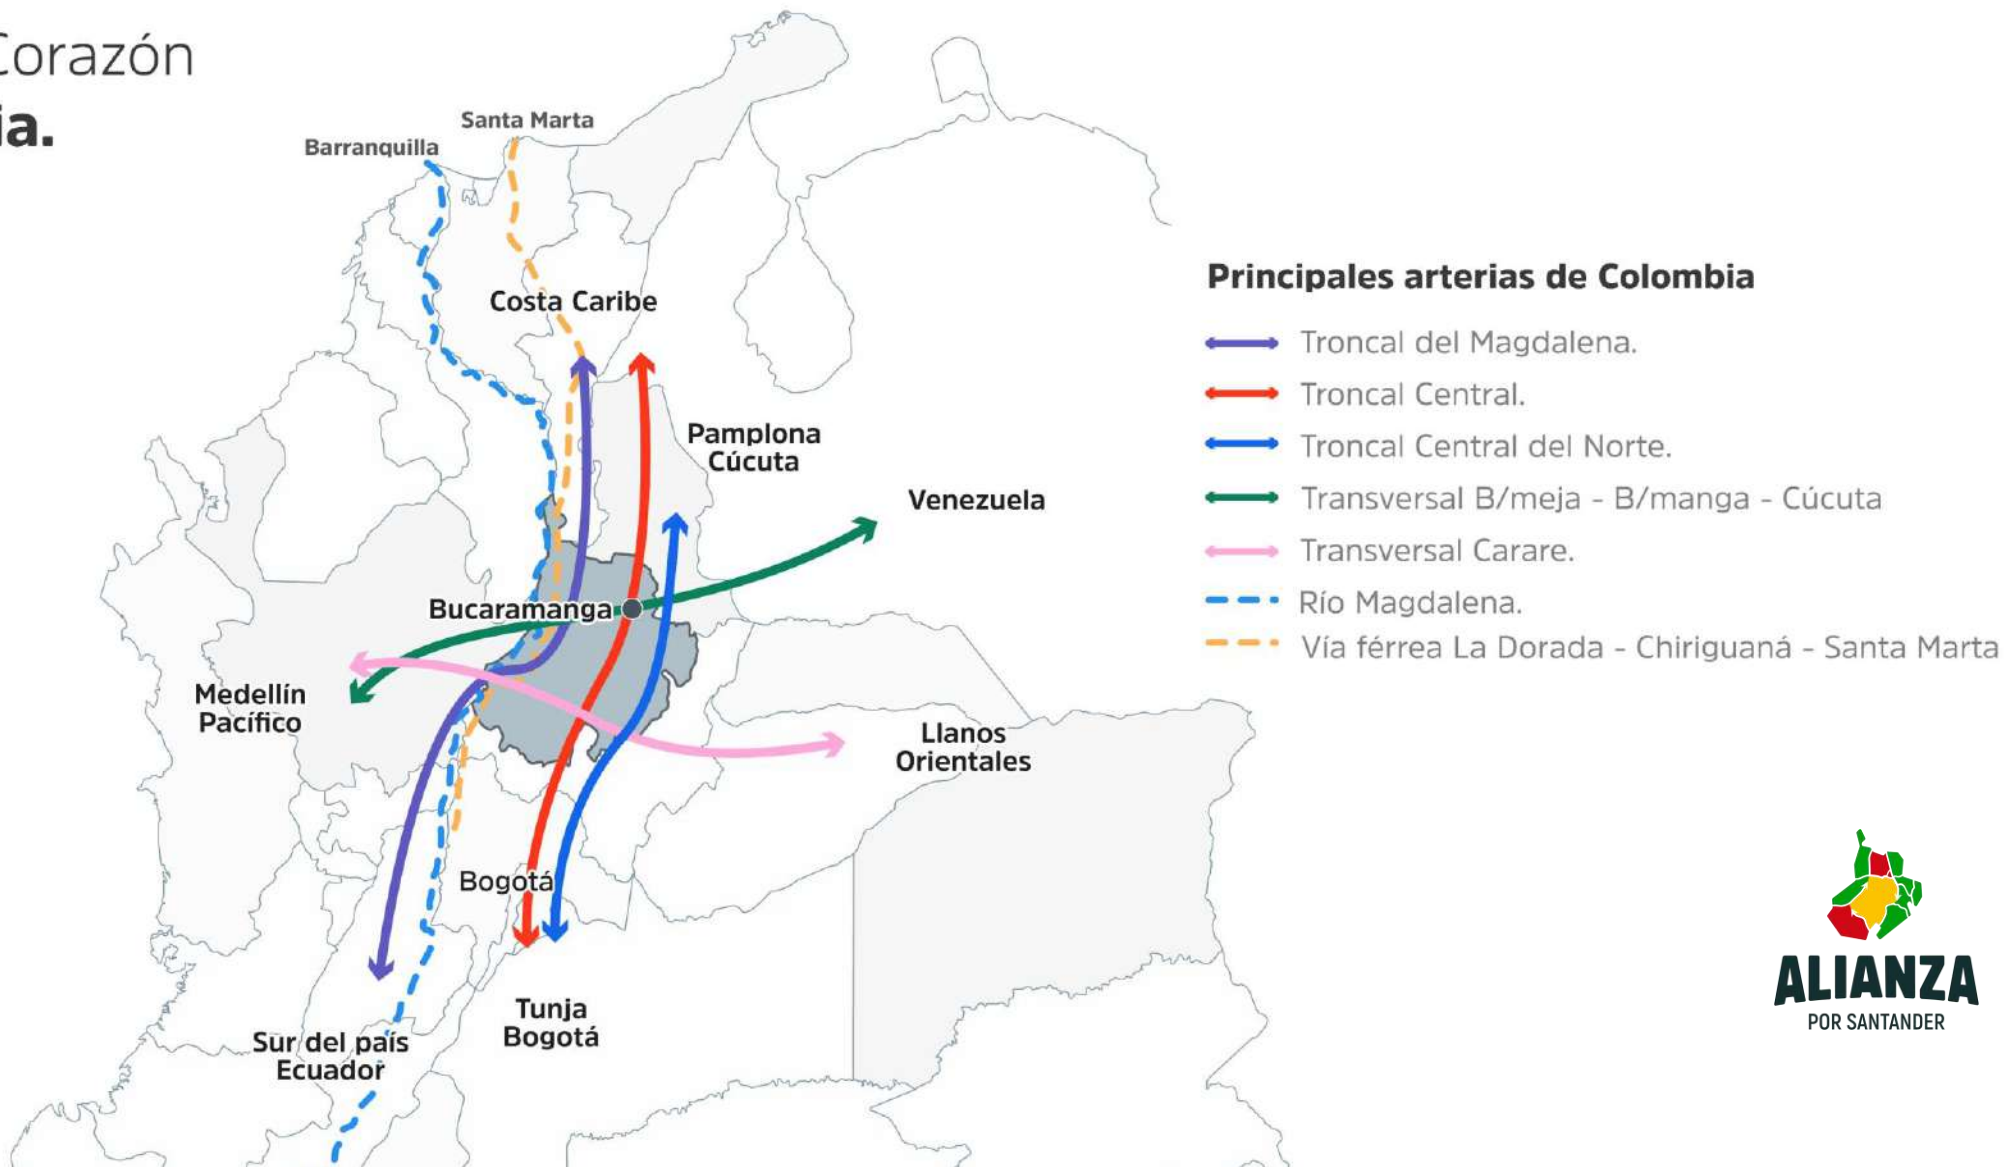 Corazón
ia.
Santa Marta
Barranquilla
Costa Caribe
Pamplona
Cúcuta
Venezuela
Bucaramanga
Medellín
Pacífico
Llanos
Orientales
Bogotá
Tunja
Bogotá
Sur del país
Ecuador
Principales arterias de Colombia
Troncal del Magdalena.
Troncal Central.
Troncal Central del Norte.
Transversal B/meja - B/manga - Cúcuta
Transversal Carare.
Río Magdalena.
Vía férrea La Dorada - Chiriguaná - Santa Marta
ALIANZA
POR SANTANDER